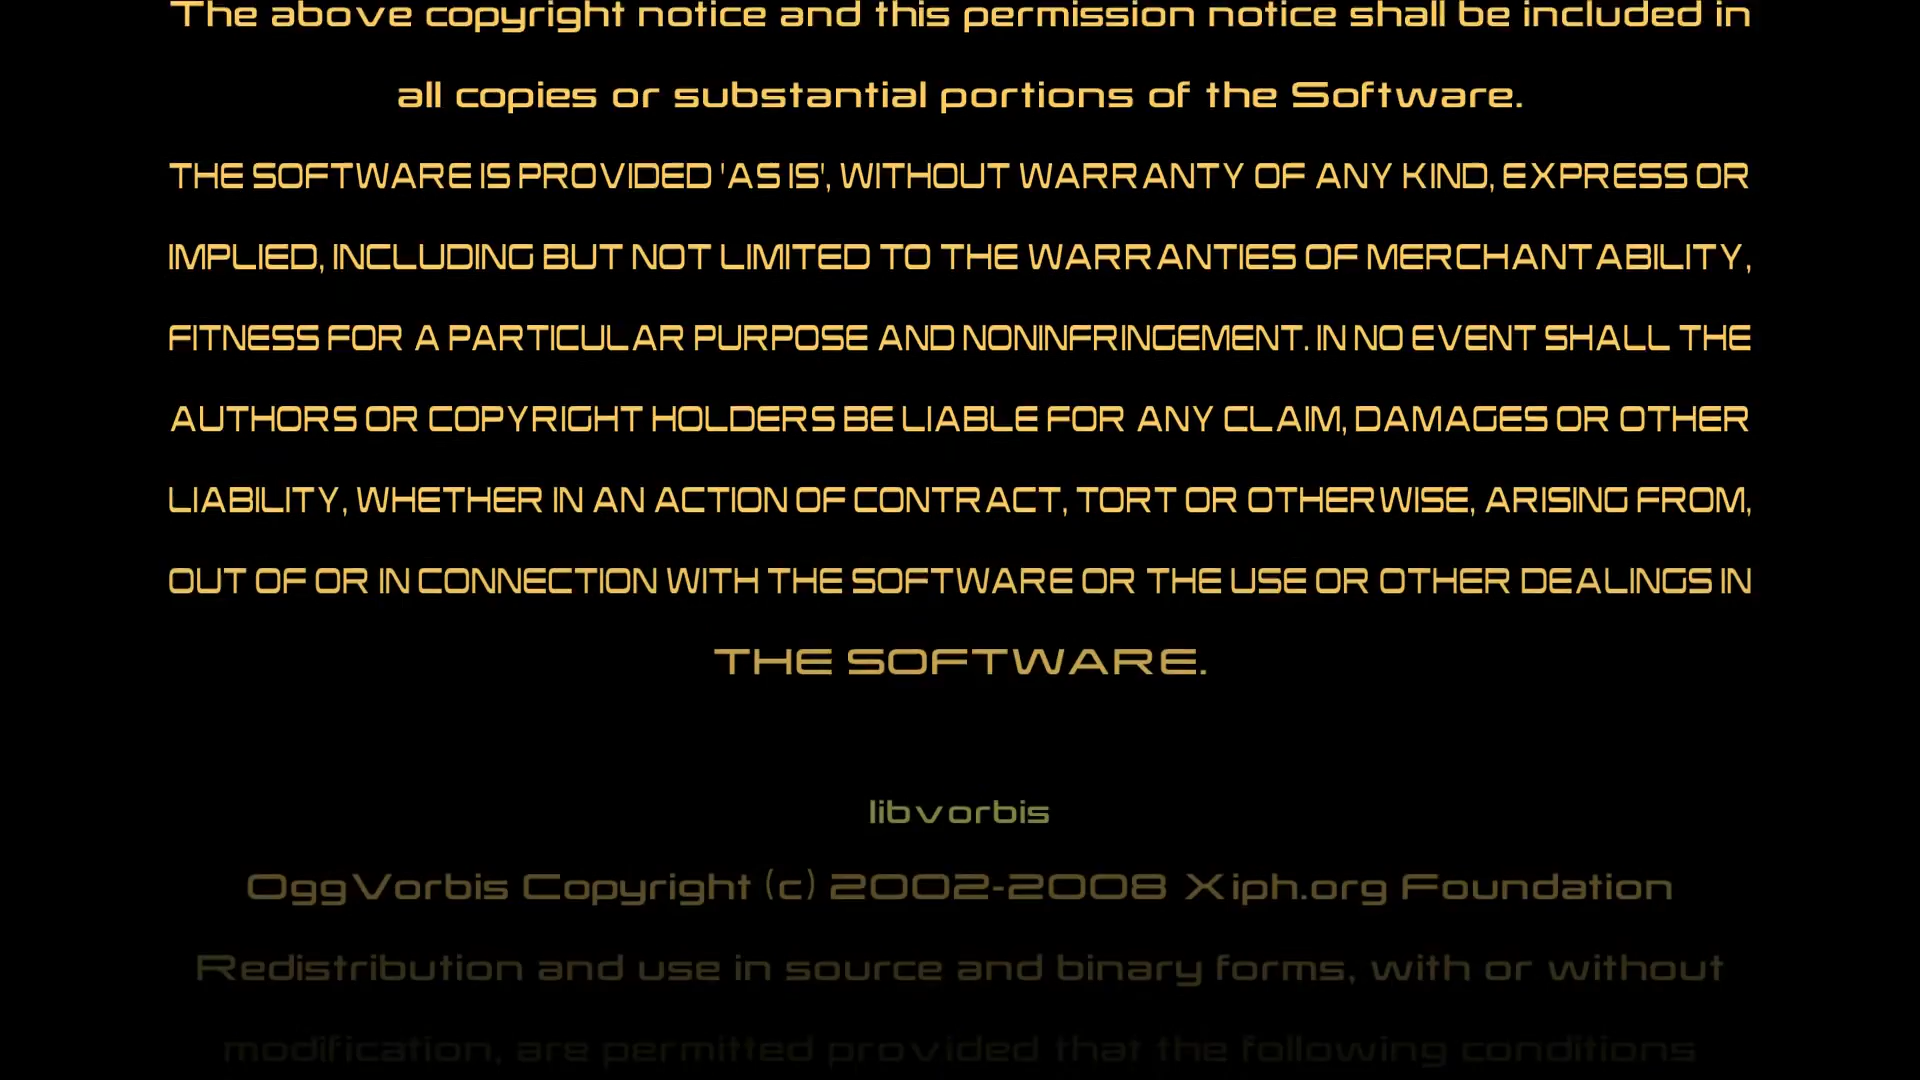 The above copyright notice and this permission notice shall be included in
all copies or substantial portions of the Software.
THE SOFTWARE IS PROVIDED 'AS IS', WITHOUT WARRANTY OF ANY KIND, EXPRESS OR
IMPLIED, INCLUDING BUT NOT LIMITED TO THE WARRANTIES OF MERCHANTABILITY,
FITNESS FOR A PARTICULAR PURPOSE AND NONINFRINGEMENT. IN NO EVENT SHALL THE
AUTHORS OR COPYRIGHT HOLDERS BE LIABLE FOR ANY CLAIM, DAMAGES OR OTHER
LIABILITY, WHETHER IN AN ACTION OF CONTRACT, TORT OR OTHERWISE, ARISING FROM,
OUT OF OR IN CONNECTION WITH THE SOFTWARE OR THE USE OR OTHER DEALINGS IN
THE SOFTWARE.
libvorbis
OggVorbis Copyright (c) 2002-2008 Xiph.org Foundation
Redistribution and use in source and binary forms, with or without
modification, are permitted provided that the following conditions